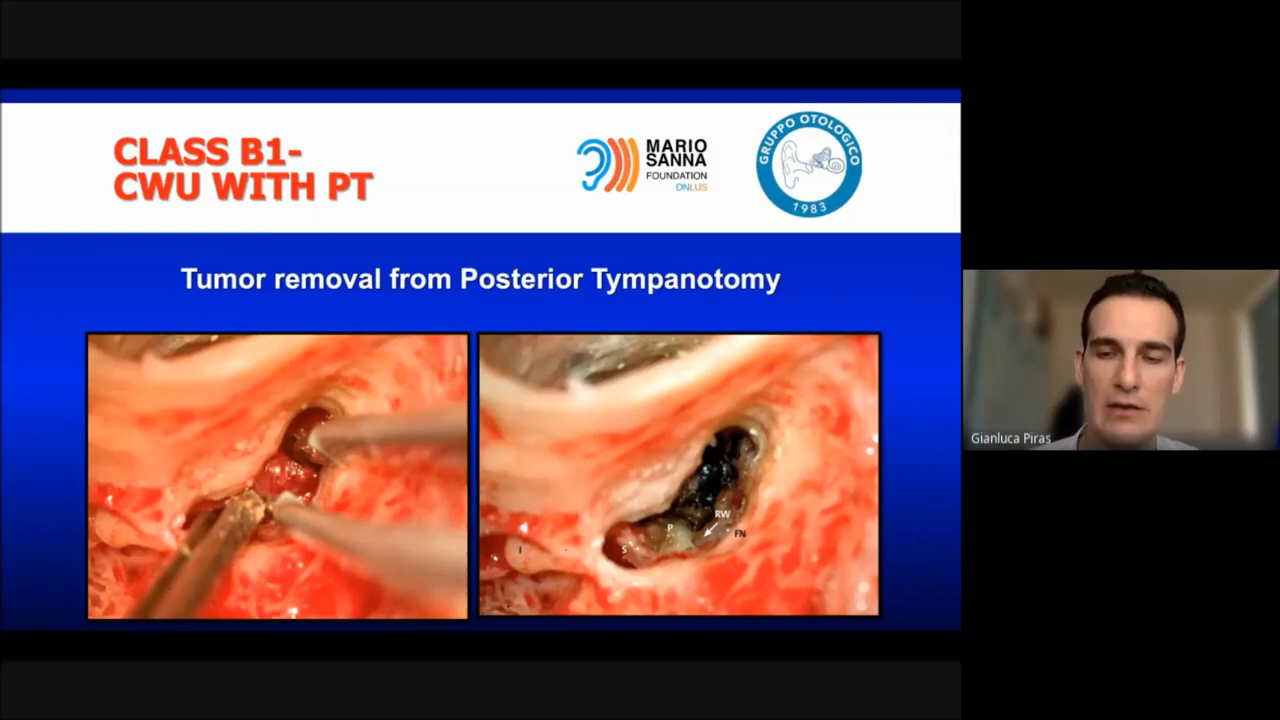 CLASS B1-
CWU WITH PT
MARIO
SANNA
FOUNDATION
ONLUS
GRUPPO OTOLOGICO
1983
Tumor removal from Posterior Tympanotomy
I
S
P
RW
FN
Gianluca Piras